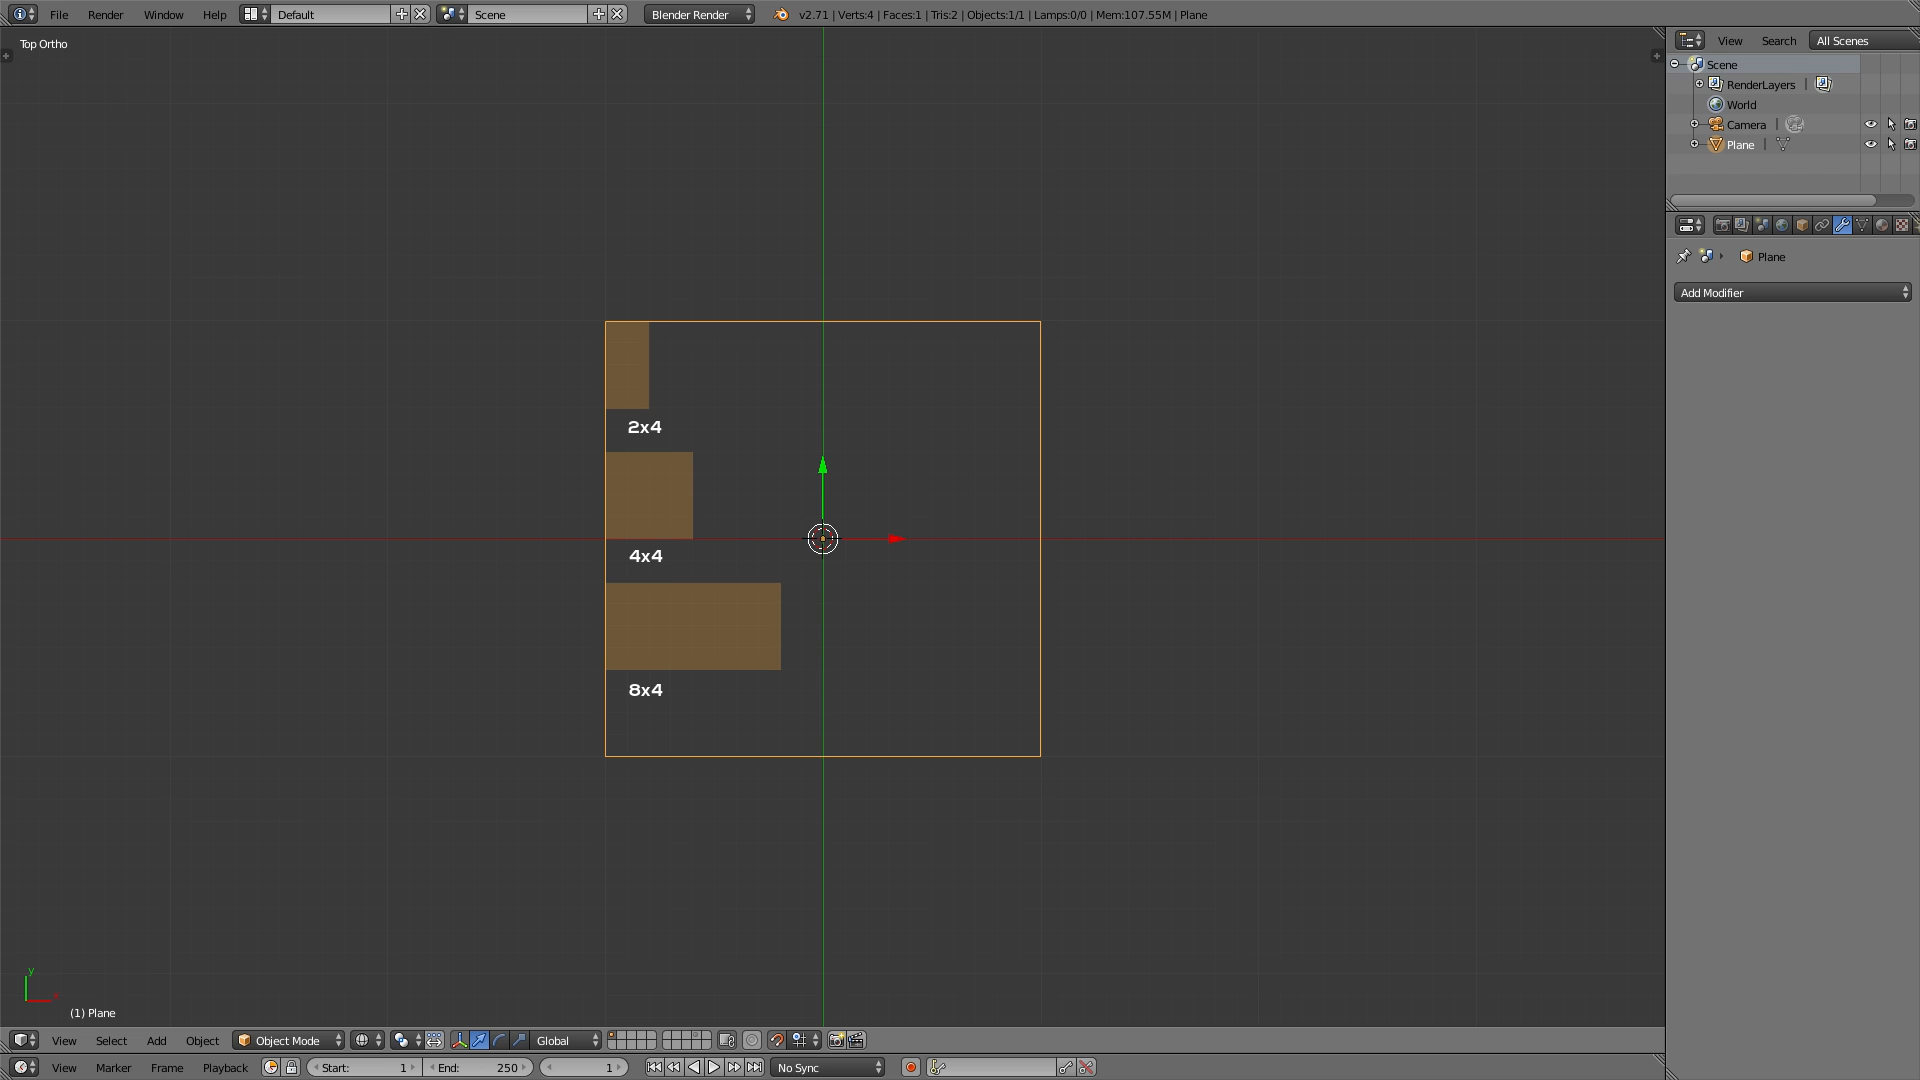 File Render Window Help Default Scene Blender Render v2.71 | Verts:4 | Faces:1 | Tris:2 | Objects:1/1 | Lamps:0/0 | Mem:107.55M | Plane
Top Ortho
View Search All Scenes
Scene
RenderLayers |
World
Camera |
Plane |
Plane
Add Modifier
2x4
4x4
8x4
y
(1) Plane
View Select Add Object Object Mode Global
View Marker Frame Playback Start: 1 End: 250 1 No Sync